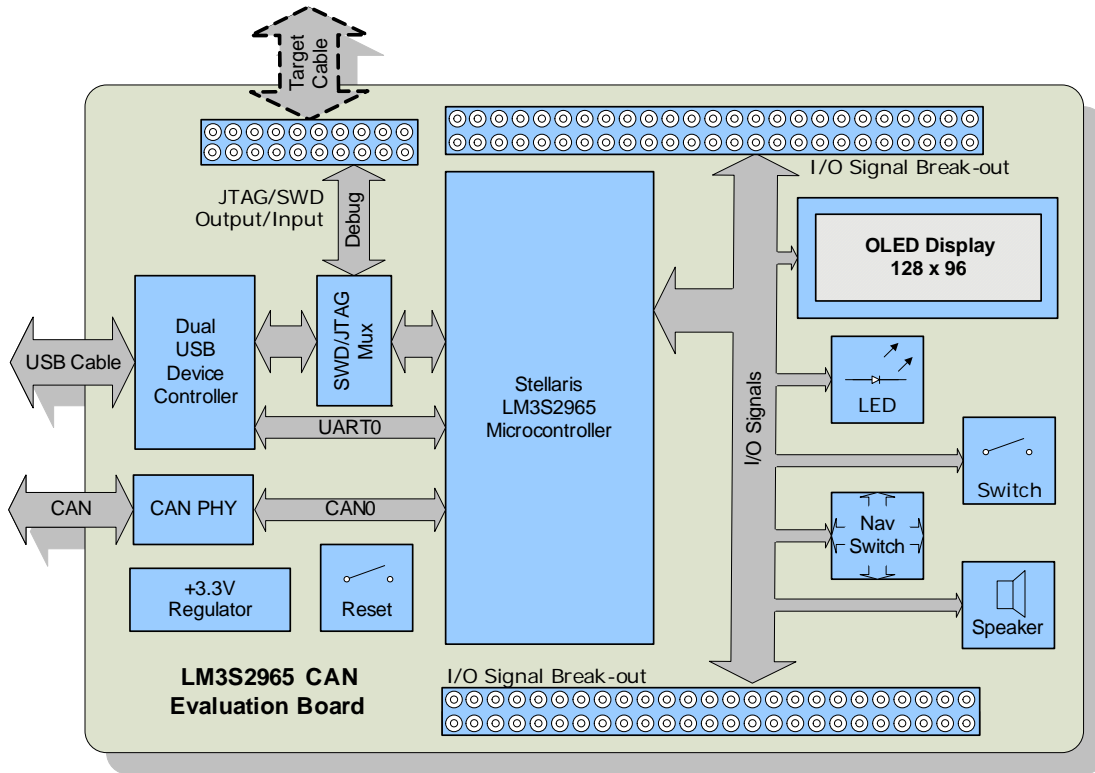 Target
Cable
I/O Signal Break-out
JTAG/SWD
Output/Input
Debug
OLED Display
128 x 96
Dual
USB
Device
Controller
SWD/JTAG
Mux
USB Cable
Stellaris
LM3S2965
Microcontroller
I/O Signals
LED
UART0
Switch
CAN
CAN PHY
CAN0
Nav
Switch
+3.3V
Regulator
Reset
Speaker
LM3S2965 CAN
Evaluation Board
I/O Signal Break-out